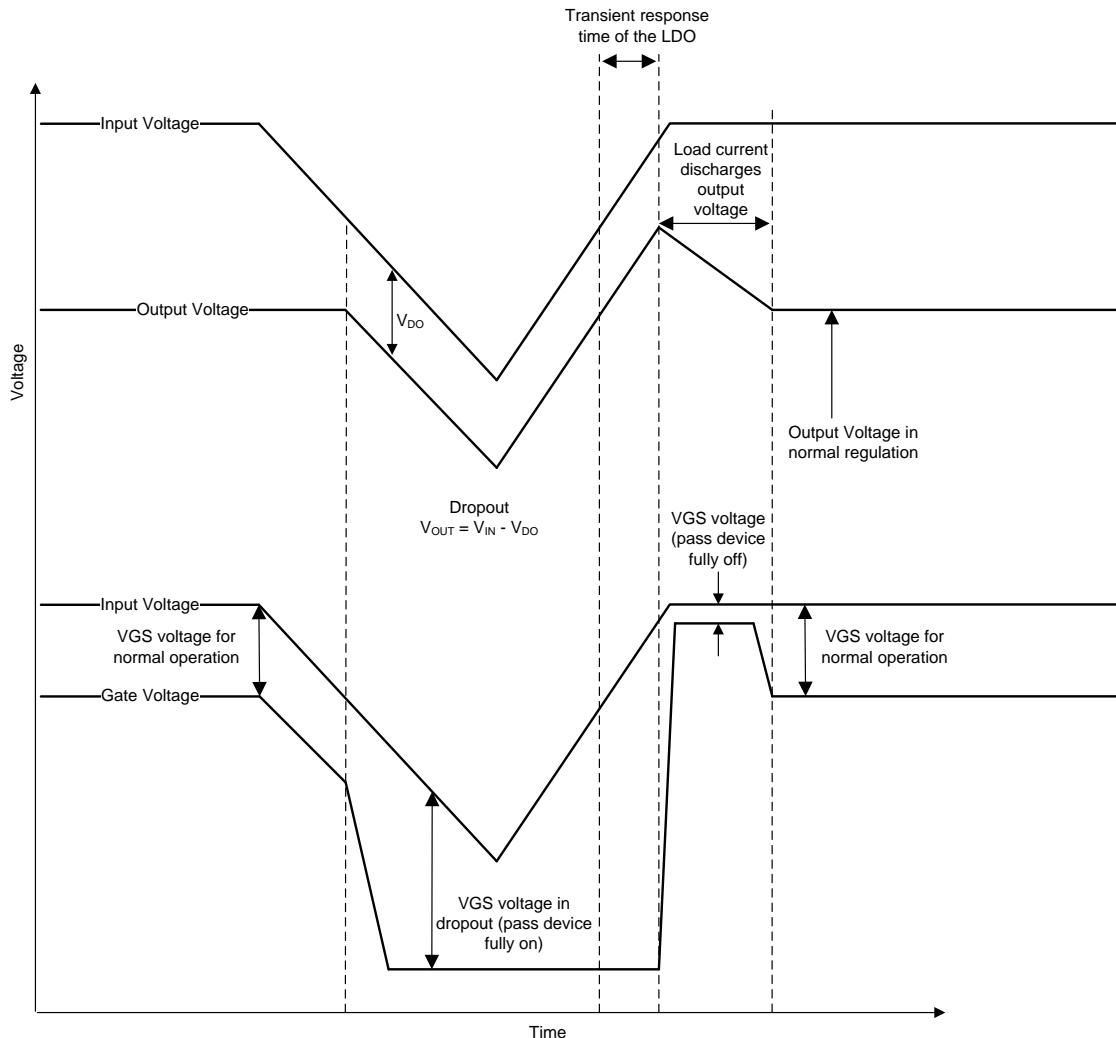 Transient response
time of the LDO
Input Voltage
Load current
discharges
output
voltage
Output Voltage
VDO
Voltage
Output Voltage in
normal regulation
Dropout
VOUT = VIN - VDO
VGS voltage
(pass device
fully off)
Input Voltage
VGS voltage for
normal operation
VGS voltage for
normal operation
Gate Voltage
VGS voltage in
dropout (pass device
fully on)
Time